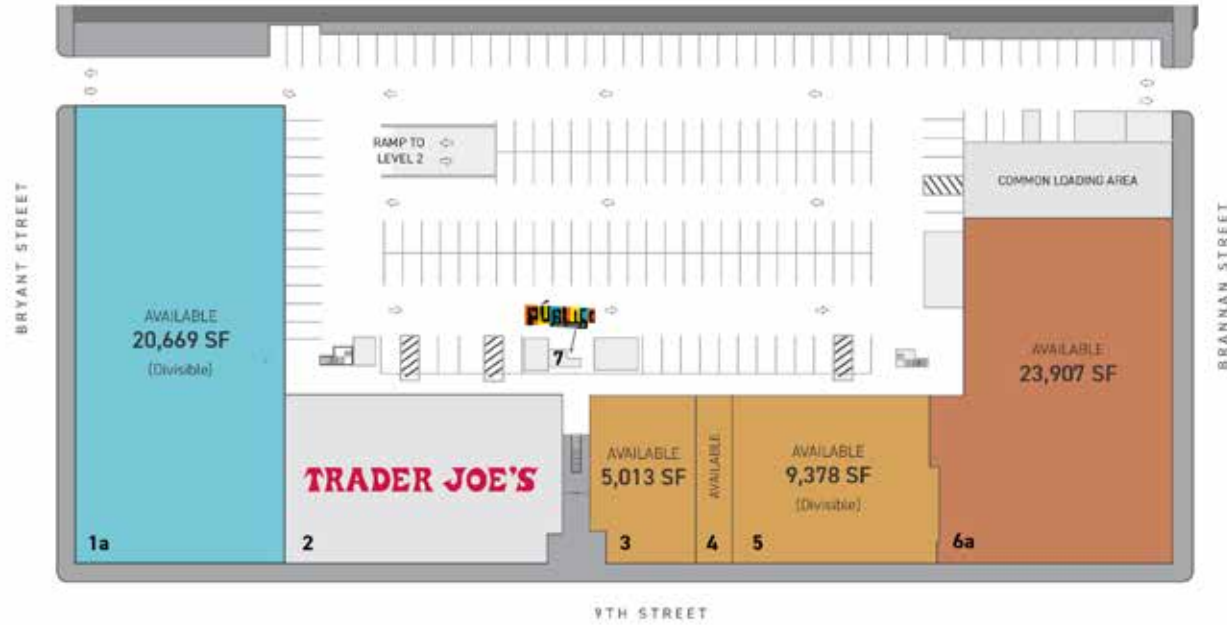 RAMP TO
LEVEL 2
COMMON LOADING AREA
BRYANT STREET
BRANNAN STREET
AVAILABLE
20,669 SF
(Divisible)
1a
PÚBLICO
7
TRADER JOE'S
2
AVAILABLE
5,013 SF
3
AVAILABLE
4
AVAILABLE
9,378 SF
(Divisible)
5
AVAILABLE
23,907 SF
6a
9TH STREET